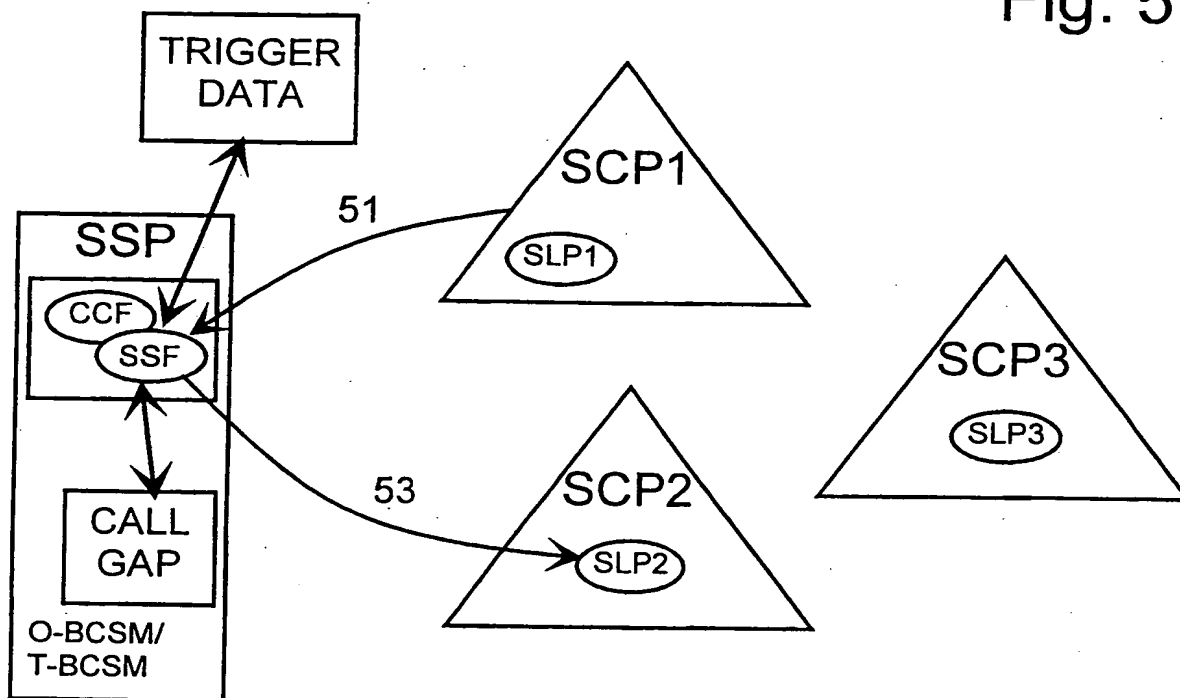 Fig. 5
TRIGGER
DATA
SCP1
SLP1
51
SSP
CCF
SSF
SCP3
SLP3
53
SCP2
SLP2
CALL
GAP
O-BCSM/
T-BCSM